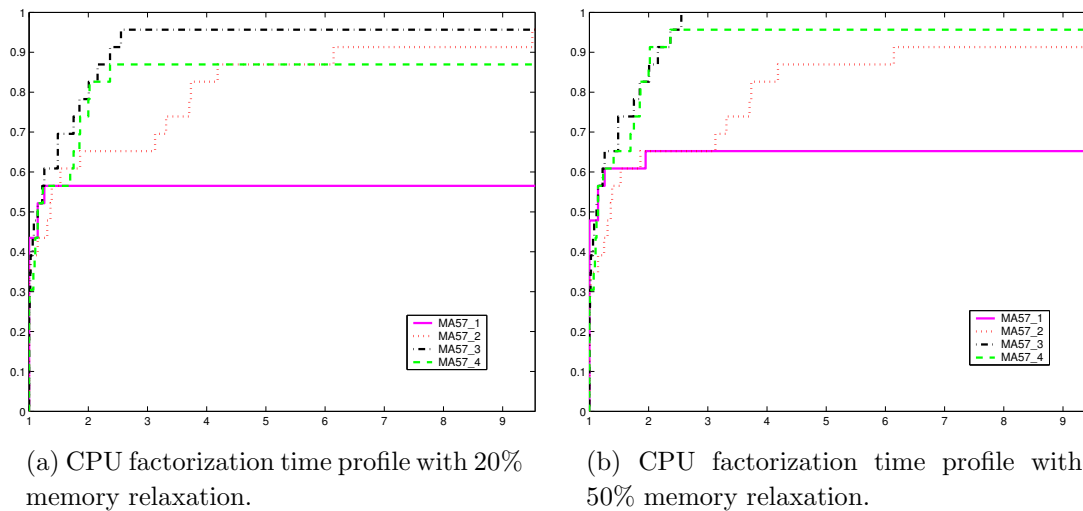 1
0.9
0.8
0.7
0.6
0.5
0.4
0.3
0.2
0.1
0
1 2 3 4 5 6 7 8 9
MA57_1
MA57_2
MA57_3
MA57_4
(a) CPU factorization time profile with 20%
memory relaxation.
1
0.9
0.8
0.7
0.6
0.5
0.4
0.3
0.2
0.1
0
1 2 3 4 5 6 7 8 9
MA57_1
MA57_2
MA57_3
MA57_4
(b) CPU factorization time profile with
50% memory relaxation.